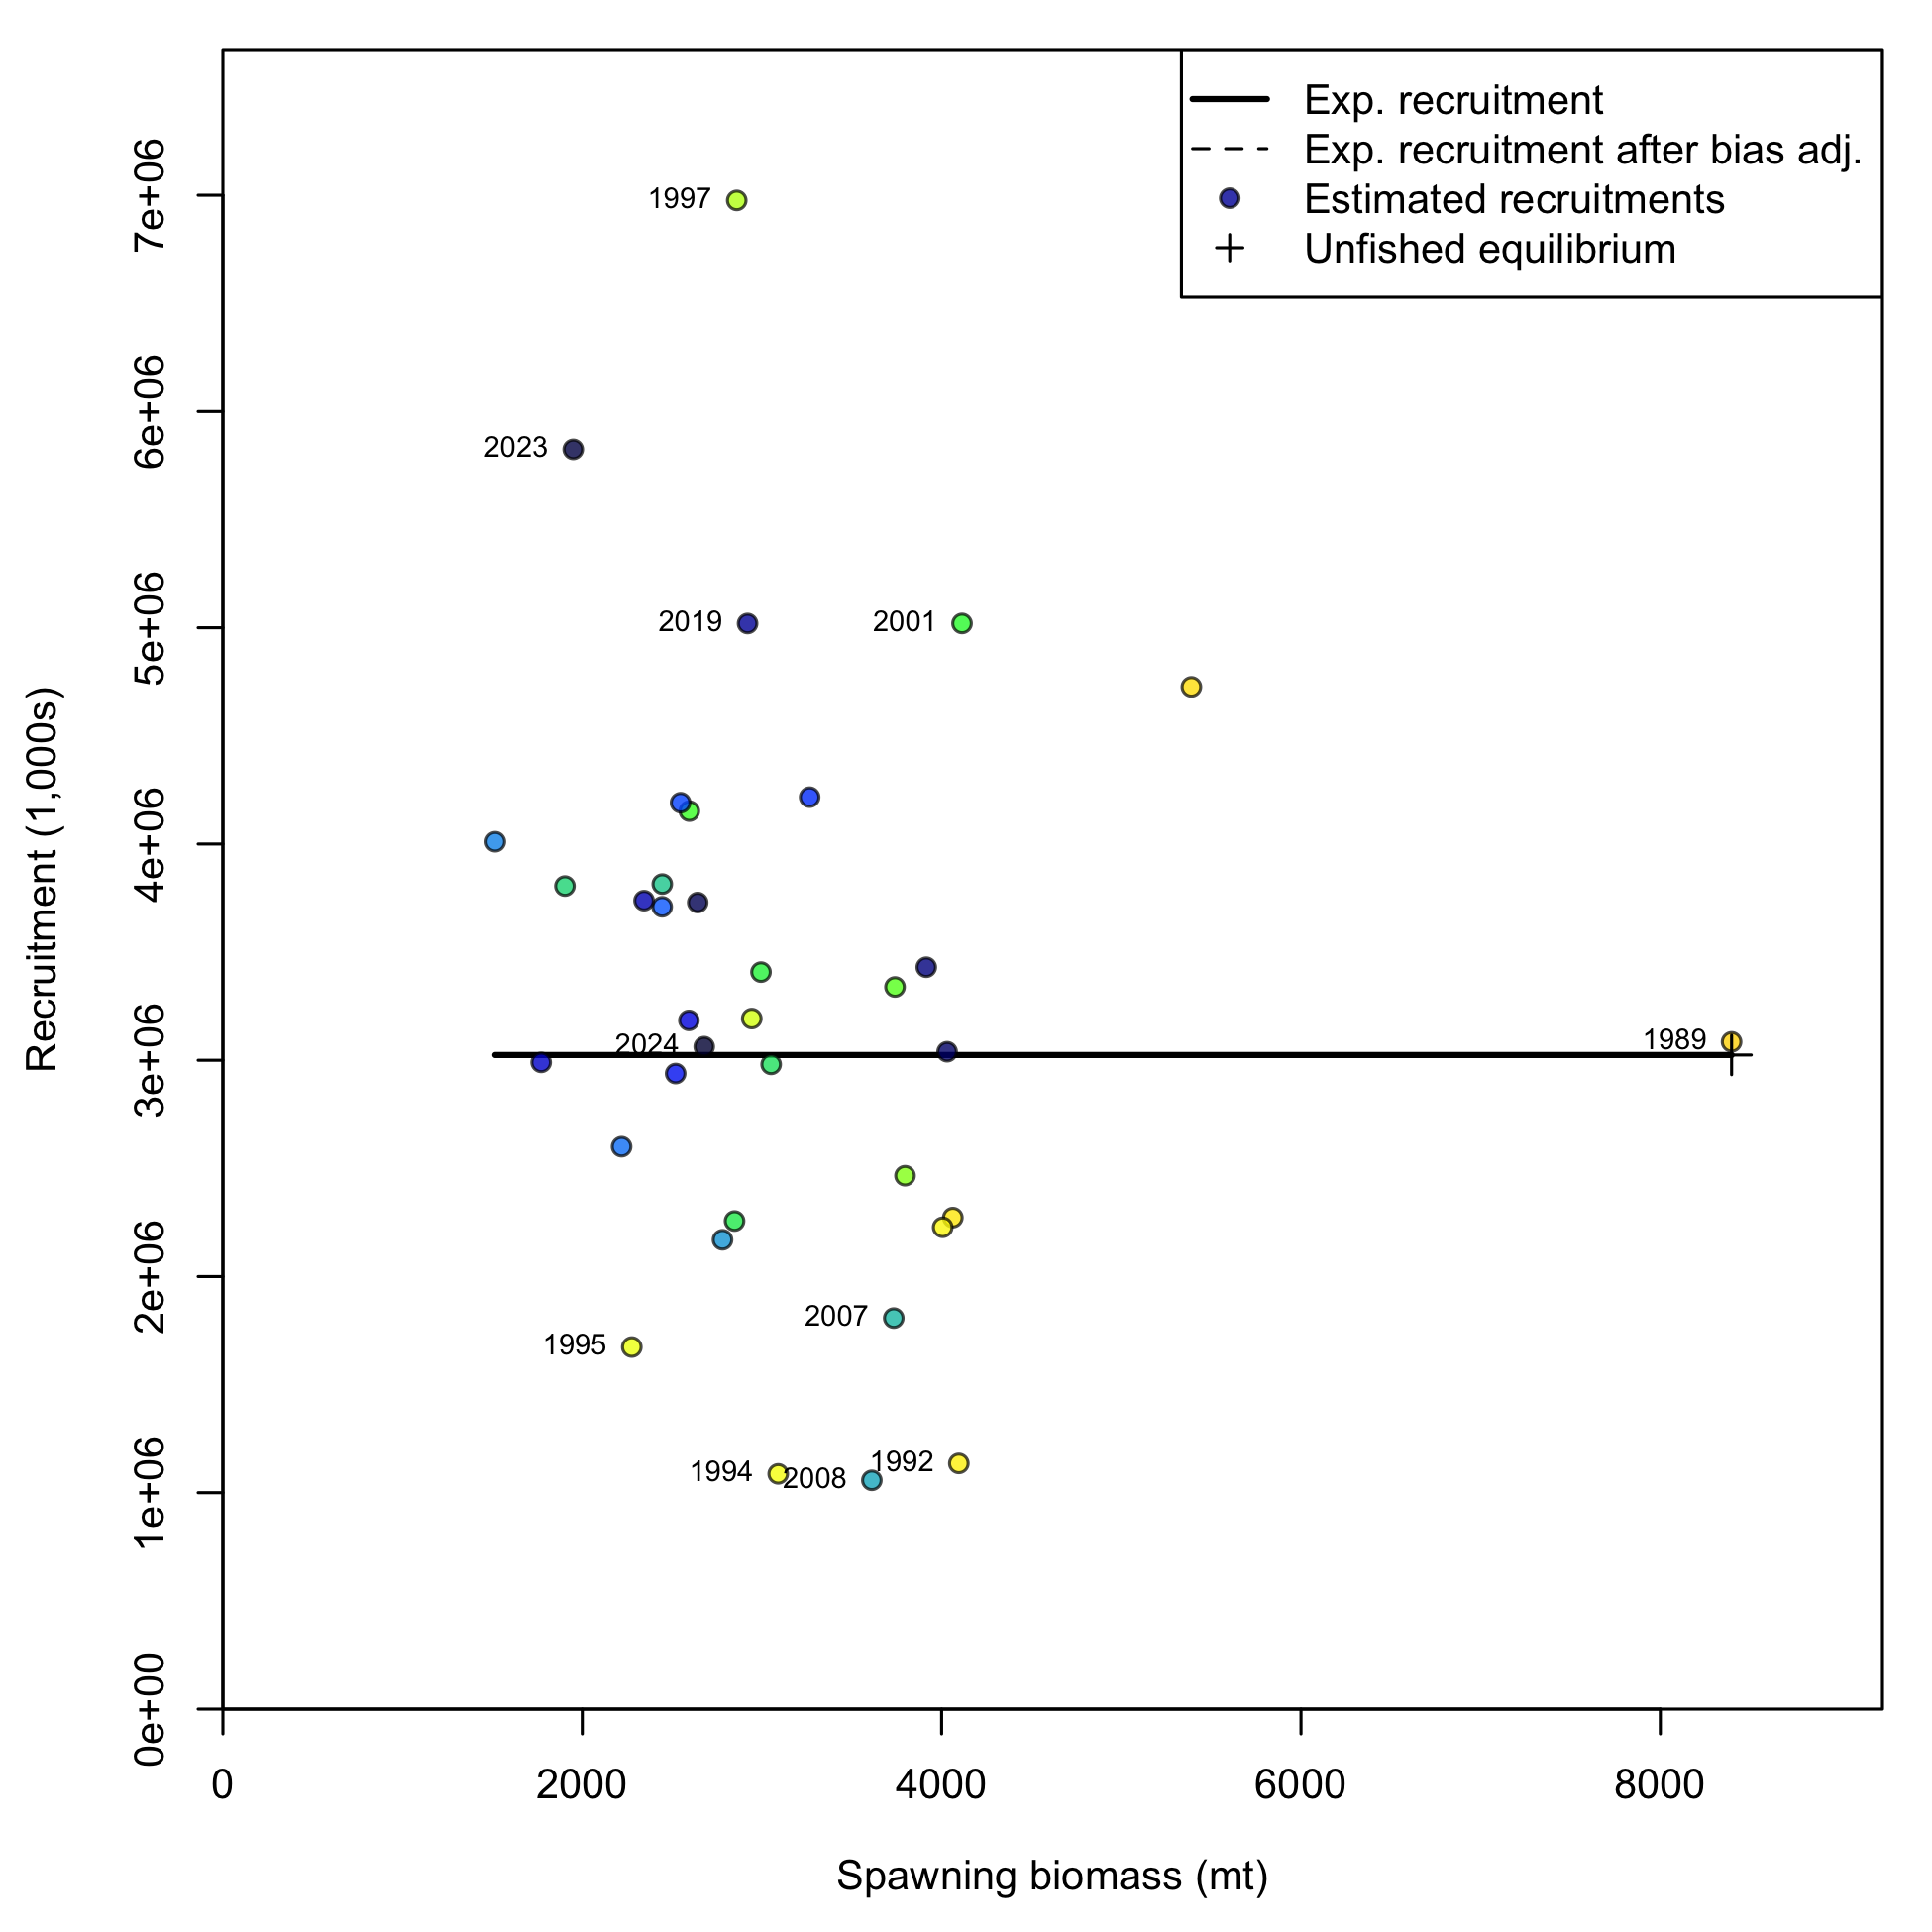 Exp. recruitment
Exp. recruitment after bias adj.
Estimated recruitments
Unfished equilibrium
7e+06
6e+06
5e+06
4e+06
3e+06
2e+06
1e+06
0e+00
Recruitment (1,000s)
1997
2023
2019
2001
2024
1989
2007
1995
1994
2008
1992
0
2000
4000
6000
8000
Spawning biomass (mt)